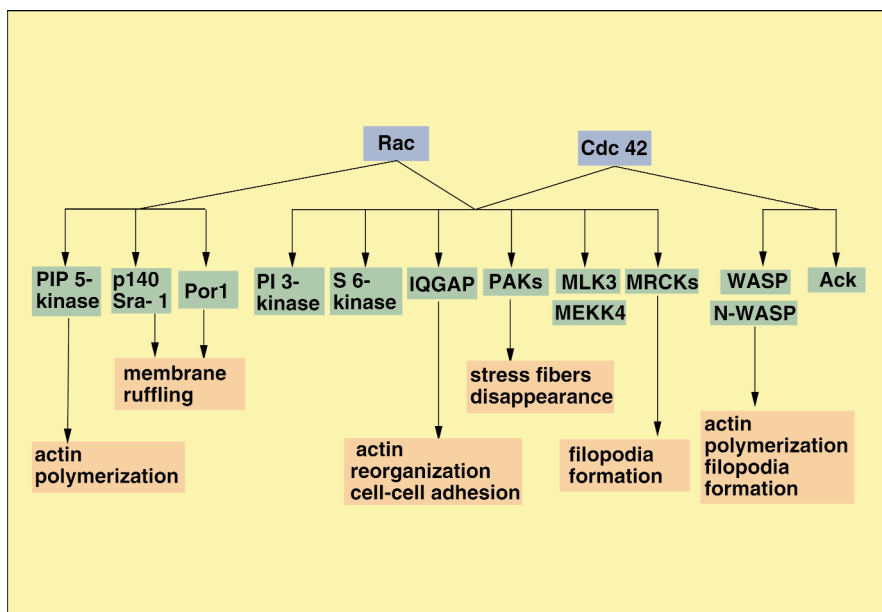 Rac
Cdc 42
PIP 5-
kinase
p140
Sra- 1
Por1
PI 3-
kinase
S 6-
kinase
IQGAP
PAKs
MLK3
MEKK4
MRCKs
WASP
N-WASP
Ack
membrane
ruffling
stress fibers
disappearance
actin
polymerization
actin
reorganization
cell-cell adhesion
filopodia
formation
actin
polymerization
filopodia
formation